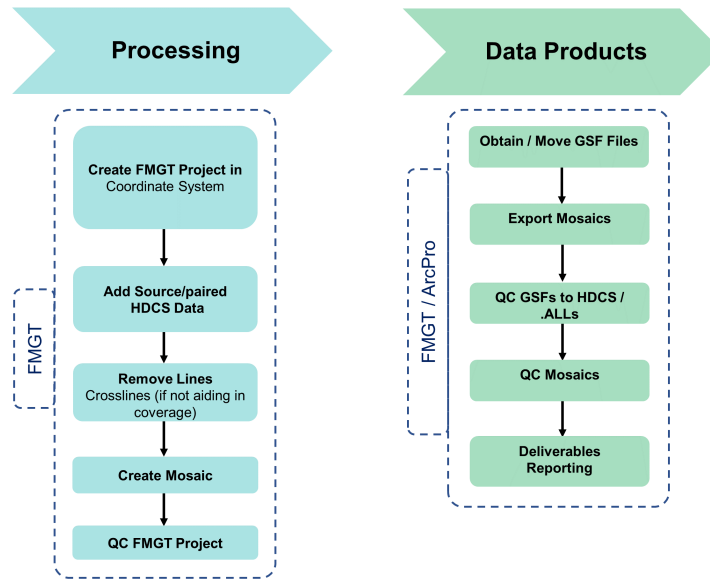 Processing
FMGT
Create FMGT Project in
Coordinate System
Add Source/paired
HDCS Data
Remove Lines
Crosslines (if not aiding in
coverage)
Create Mosaic
QC FMGT Project
Data Products
FMGT / ArcPro
Obtain / Move GSF Files
Export Mosaics
QC GSFs to HDCS /
.ALLs
QC Mosaics
Deliverables
Reporting